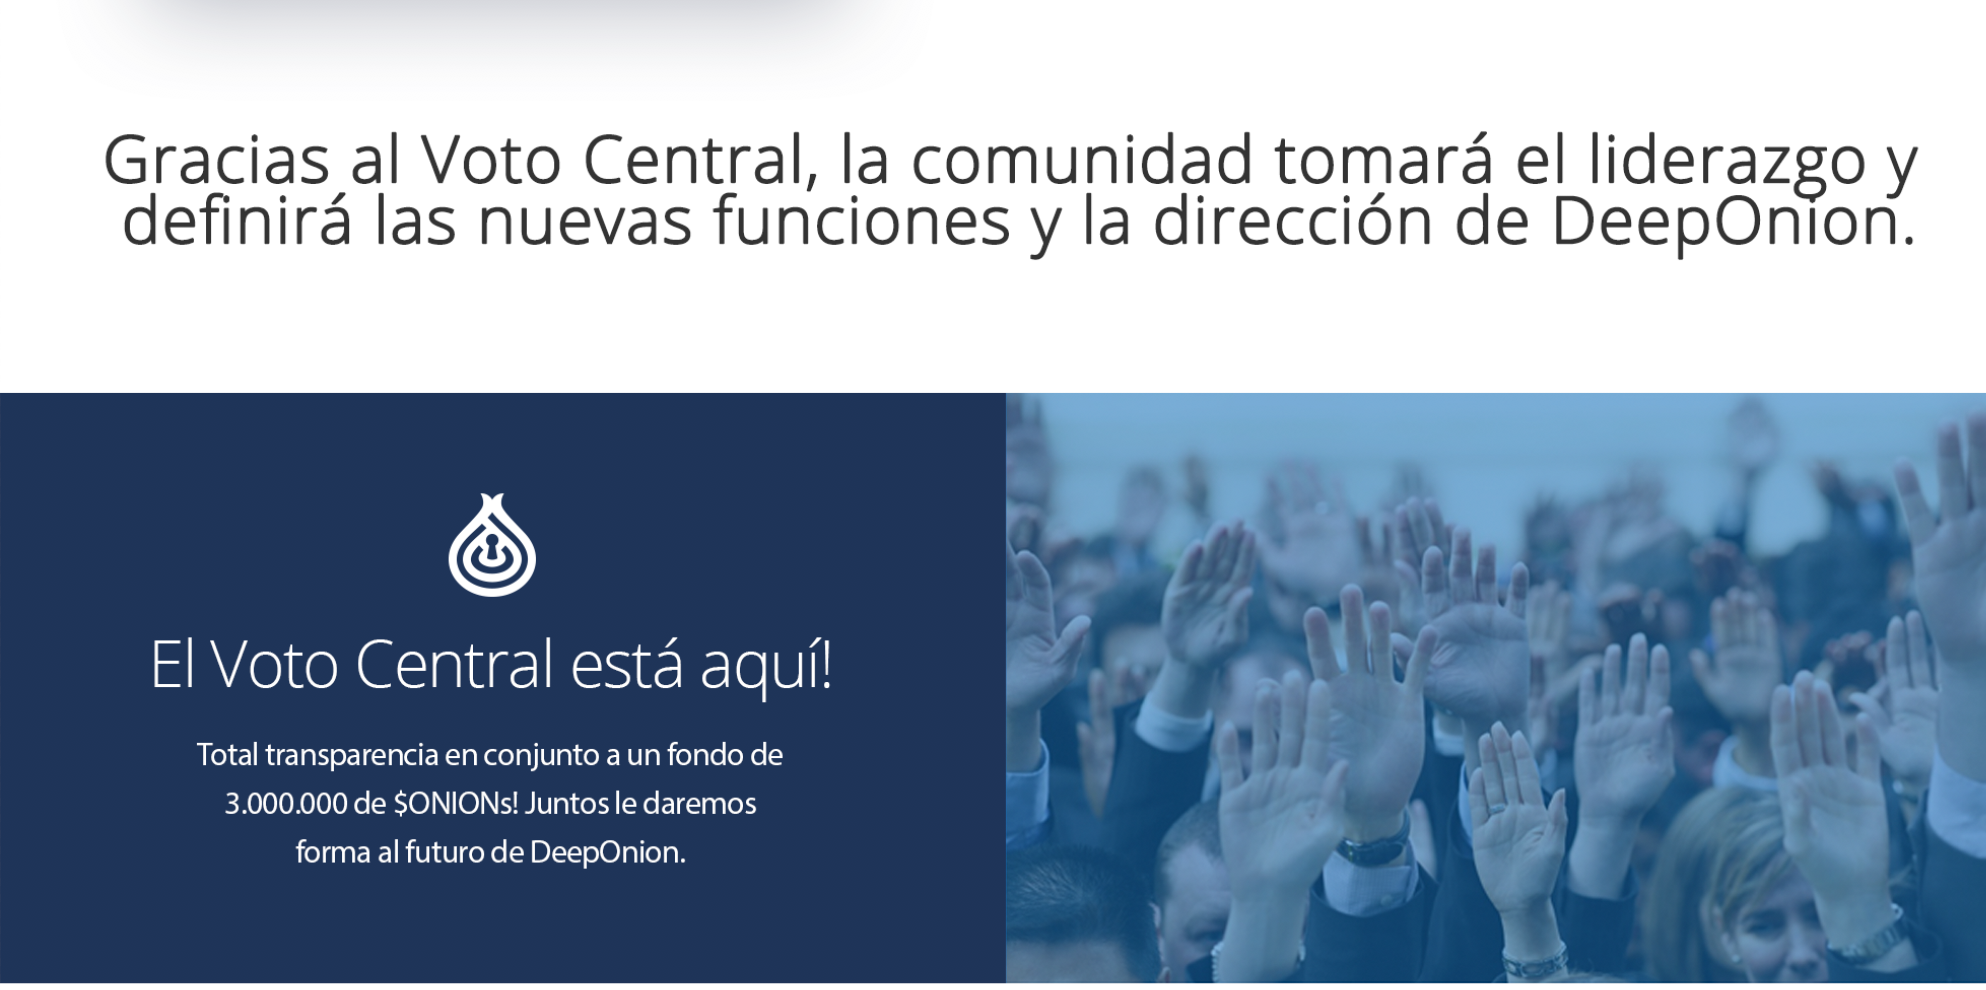 Gracias al Voto Central, la comunidad tomará el liderazgo y
definirá las nuevas funciones y la dirección de DeepOnion.
El Voto Central está aquí!
Total transparencia en conjunto a un fondo de
3.000.000 de $ONIONs! Juntos le daremos
forma al futuro de DeepOnion.